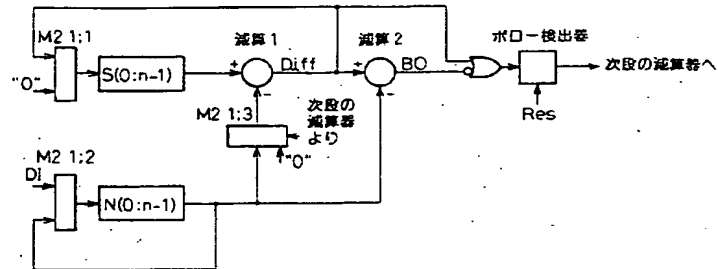 M2 1;1
"0"
S(0:n-1)
減算1
Diff
減算2
BO
ボロー検出器
次段の減算器へ
Res
M2 1;3
次段の
減算器
より
"0"
M2 1;2
DI
N(0:n-1)